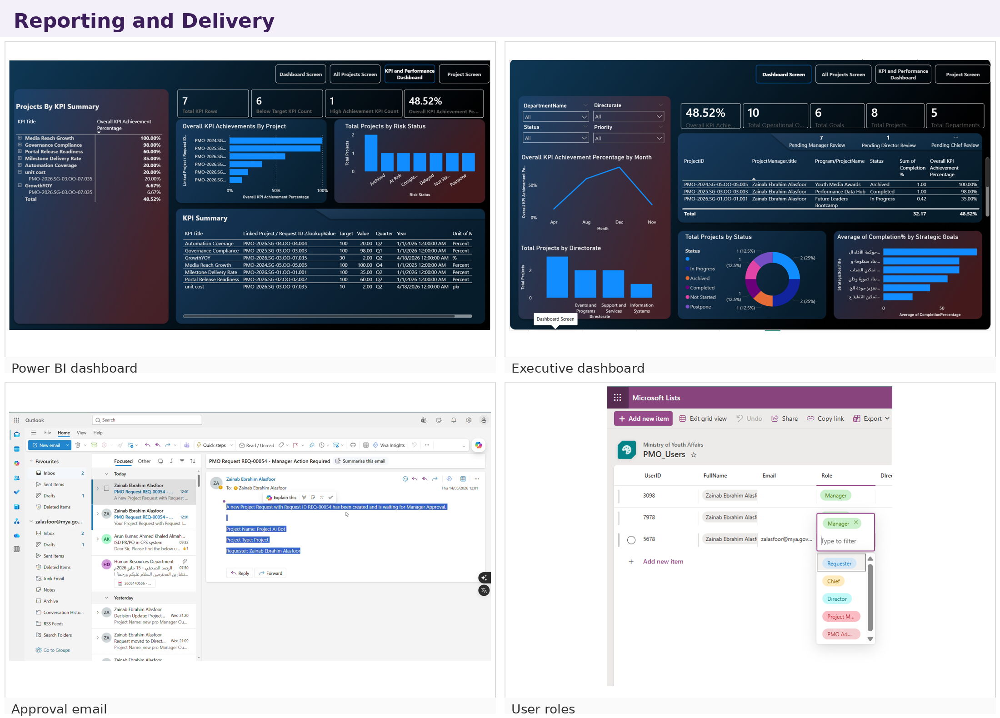 Reporting and Delivery
Dashboard Screen
All Projects Screen
KPI and Performance Dashboard
Project Screen
Projects By KPI Summary
KPI Title Overall KPI Achievement Percentage
Media Reach Growth 100.00%
Governance Compliance 98.00%
Portal Release Readiness 60.00%
Milestone Delivery Rate 35.00%
Automation Coverage 20.00%
unit cost 20.00%
PMO-2026.SG-03.OO-07.035 20.00%
GrowthYOY 6.67%
PMO-2026.SG-03.OO-07.035 6.67%
Total 48.52%
7
Total KPI Rows
6
Below Target KPI Count
1
High Achievement KPI Count
48.52%
Overall KPI Achievement Pe...
Overall KPI Achievements By Project
Linked Project / Request ID...
PMO-2024.SG...
PMO-2025.SG...
PMO-2026.SG...
PMO-2026.SG...
PMO-2026.SG...
PMO-2026.SG...
0% 50% 100%
Overall KPI Achievement Percentage
Total Projects by Risk Status
Total Projects
2
1
0
Archived At Risk Comple... Delayed Not Sta... Postpone
Risk Status
KPI Summary
KPI Title Linked Project / Request ID 2.lookupValue Target Value Quarter Year Unit of M
Automation Coverage PMO-2026.SG-04.OO-04.004 100 20.00 Q2 1/1/2026 12:00:00 AM Percent
Governance Compliance PMO-2025.SG-03.OO-03.003 100 98.00 Q1 1/1/2026 12:00:00 AM Percent
GrowthYOY PMO-2026.SG-03.OO-07.035 30 2.00 Q2 4/18/2026 12:00:00 AM %
Media Reach Growth PMO-2024.SG-05.OO-05.005 100 100.00 Q4 1/1/2025 12:00:00 AM Percent
Milestone Delivery Rate PMO-2026.SG-01.OO-01.001 100 35.00 Q2 1/1/2026 12:00:00 AM Percent
Portal Release Readiness PMO-2026.SG-02.OO-02.002 100 60.00 Q2 1/1/2026 12:00:00 AM Percent
unit cost PMO-2026.SG-03.OO-07.035 10 2.00 Q2 4/18/2026 12:00:00 AM pkr
Power BI dashboard
Dashboard Screen
All Projects Screen
KPI and Performance Dashboard
Project Screen
DepartmentName Directorate
All All
Status Priority
All All
Overall KPI Achievement Percentage by Month
Overall KPI Achievement Pe...
50%
0%
Apr Aug Dec Nov
Month
Total Projects by Directorate
Total Projects
2
0
Events and Programs
Support and Services
Information Systems
Directorate
Dashboard Screen
48.52%
Overall KPI Achie...
10
Total Operational O...
6
Total Goals
8
Total Projects
5
Total Departments
7 1 --
Pending Manager Review Pending Director Review Pending Chief Review
ProjectID ProjectManager.title Program/ProjectName Status Sum of Completion % Overall KPI Achievement Percentage
PMO-2024.SG-05.OO-05.005 Zainab Ebrahim Alasfoor Youth Media Awards Archived 1.00 100.00%
PMO-2025.SG-03.OO-03.003 Zainab Ebrahim Alasfoor Performance Data Hub Completed 1.00 98.00%
PMO-2026.SG-01.OO-01.001 Zainab Ebrahim Alasfoor Future Leaders Bootcamp In Progress 0.42 35.00%
Total 32.17 48.52%
Total Projects by Status
Status
In Progress
Archived
Completed
Not Started
Postpone
1 (12.5%)
1 (12.5%)
1 (12.5%)
1 (12.5%)
2 (25%)
2 (25%)
Average of Completion% by Strategic Goals
StrategicGoalTitle
حوكمة الأداء ال...
بناء منظومة و...
تمكين الشباب ...
بناء صورة وطن...
تعزيز جودة الخ...
تمكين التنفيذ ع...
0 50
Average of CompletionPercentage
Executive dashboard
Outlook
Search
File Home View Help
New email
Quick steps
Read / Unread
Viva Insights
Favourites
Inbox 2
Sent Items
Drafts 1
Deleted Items
zalasfoor@mya.go...
Inbox 2
Drafts 1
Sent Items
Deleted Items
Junk Email
Notes
Archive
Conversation Histo...
RSS Feeds
Search Folders
Go to Groups
Focused Other
Today
Zainab Ebrahim Alasfoor
PMO Request REQ-00054 - ... 12:01
A new Project Request with Request ...
ZA
Zainab Ebrahim Alasfoor
PMO Request REQ-00054 - ... 12:01
Your Project Request with Request I...
AK
Arun Kumar; Ahmed Khaled Almah...
ISD PR/PO in CFS system 09:32
Dear Sir, Please find the below u... 1
HD
Human Resources Department
الرصد الصحفي - 15 مايو 2026م 07:50
...تشارين المحترمين السلام عليكم ورحمة ا
2605140556 - ...
Yesterday
ZA
Zainab Ebrahim Alasfoor
Decision Update: Project... Wed 21:20
Project Name: new pro Manager Ou...
ZA
Zainab Ebrahim Alasfoor
Request moved to Direct... Wed 21:09
Project Name: new pro Manager Ou...
Zainab Ebrahim Alasfoor
PMO Request REQ-00054 - Manager Action Required
Summarise this email
ZA
Zainab Ebrahim Alasfoor
To: Zainab Ebrahim Alasfoor
Thu 14/05/2026 12:01
Explain this
A new Project Request with Request ID REQ-00054 has been created and is waiting for Manager Approval.
Project Name: Project AI Bot
Project Type: Project
Requester: Zainab Ebrahim Alasfoor
Reply
Forward
Approval email
Microsoft Lists
Add new item
Exit grid view
Undo
Share
Copy link
Export
Ministry of Youth Affairs
PMO_Users
UserID FullName Email Role Direc
3098 Zainab Ebrahim Alasf Manager
7978 Zainab Ebrahim Alasf
5678 Zainab Ebrahim Alasf zalasfoor@mya.gov...
Add new item
Manager
Type to filter
Requester
Chief
Director
Project M...
PMO Ad...
User roles